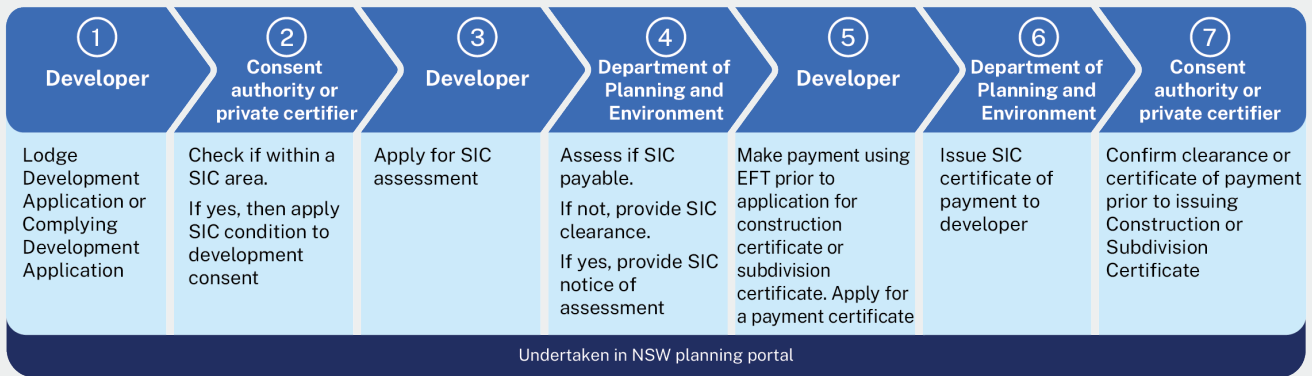 1
Developer
Lodge
Development
Application or
Complying
Development
Application
2
Consent
authority or
private certifier
Check if within a
SIC area.
If yes, then apply
SIC condition to
development
consent
3
Developer
Apply for SIC
assessment
4
Department of
Planning and
Environment
Assess if SIC
payable.
If not, provide SIC
clearance.
If yes, provide SIC
notice of
assessment
5
Developer
Make payment using
EFT prior to
application for
construction
certificate or
subdivision
certificate. Apply for
a payment certificate
6
Department of
Planning and
Environment
Issue SIC
certificate of
payment to
developer
7
Consent
authority or
private certifier
Confirm clearance or
certificate of payment
prior to issuing
Construction or
Subdivision
Certificate
Undertaken in NSW planning portal